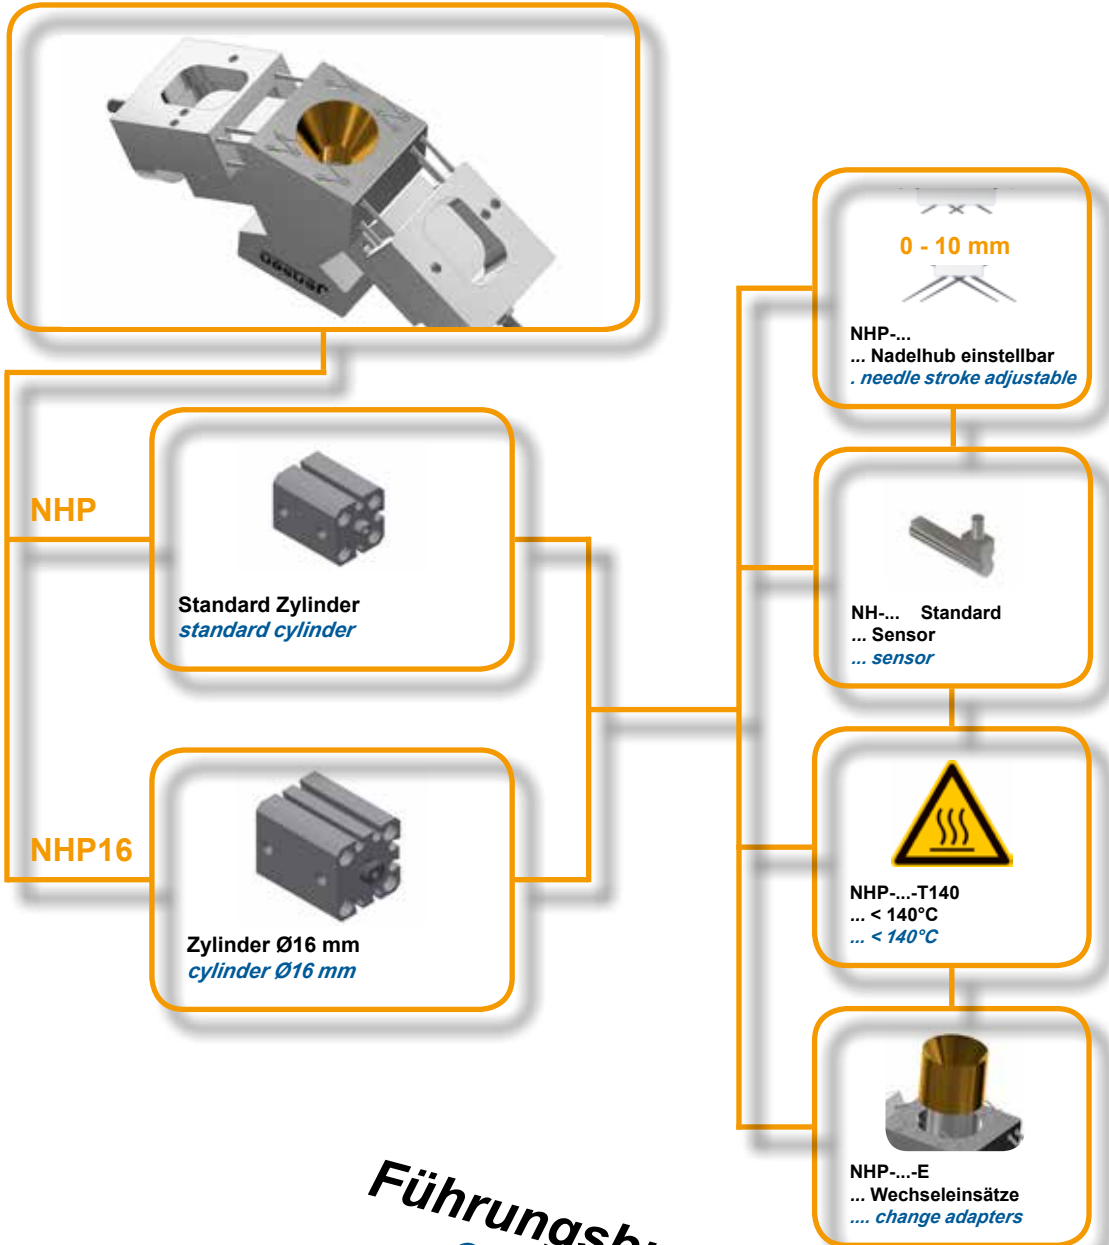 Jensen
0 - 10 mm
NHP-...
... Nadelhub einstellbar
. needle stroke adjustable
NHP
Standard Zylinder
standard cylinder
NH-... Standard
... Sensor
... sensor
NHP16
Zylinder Ø16 mm
cylinder Ø16 mm
NHP-...-T140
... < 140°C
... < 140°C
NHP-...-E
... Wechseleinsätze
.... change adapters